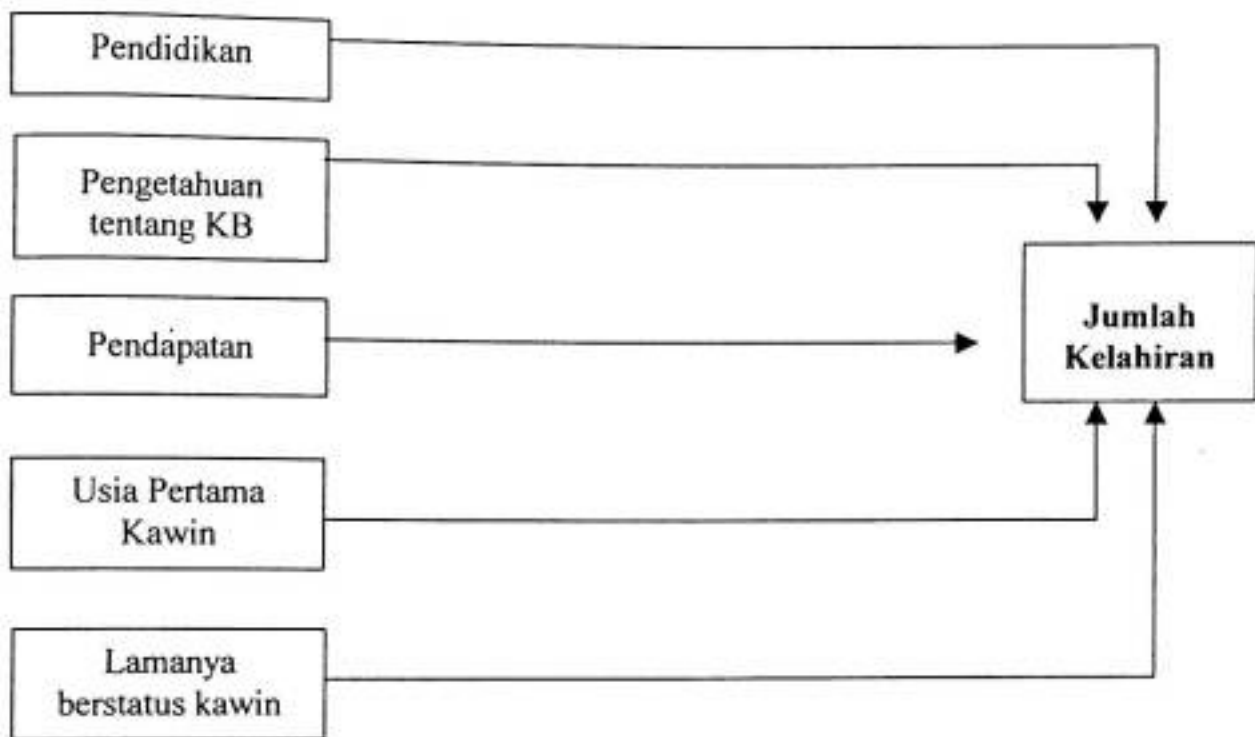 Pendidikan
Pengetahuan
tentang KB
Pendapatan
Usia Pertama
Kawin
Lamanya
berstatus kawin
Jumlah
Kelahiran